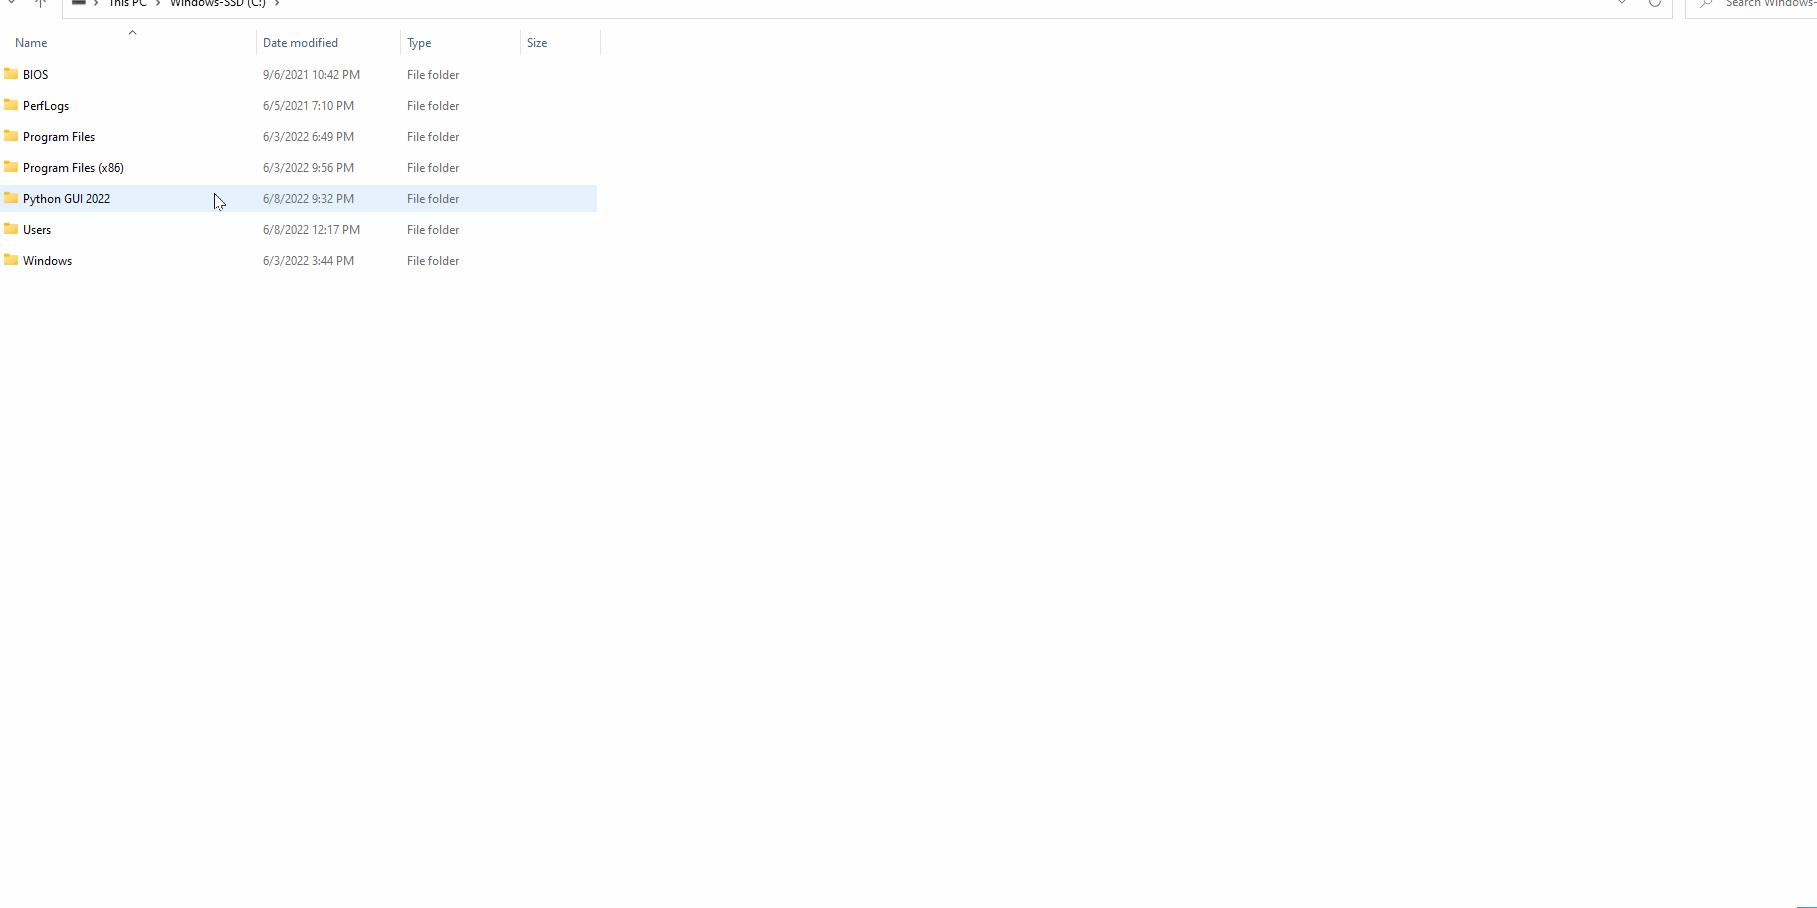 This PC > Windows-SSD (C:) > Search Windows-
Name Date modified Type Size
BIOS 9/6/2021 10:42 PM File folder
PerfLogs 6/5/2021 7:10 PM File folder
Program Files 6/3/2022 6:49 PM File folder
Program Files (x86) 6/3/2022 9:56 PM File folder
Python GUI 2022 6/8/2022 9:32 PM File folder
Users 6/8/2022 12:17 PM File folder
Windows 6/3/2022 3:44 PM File folder